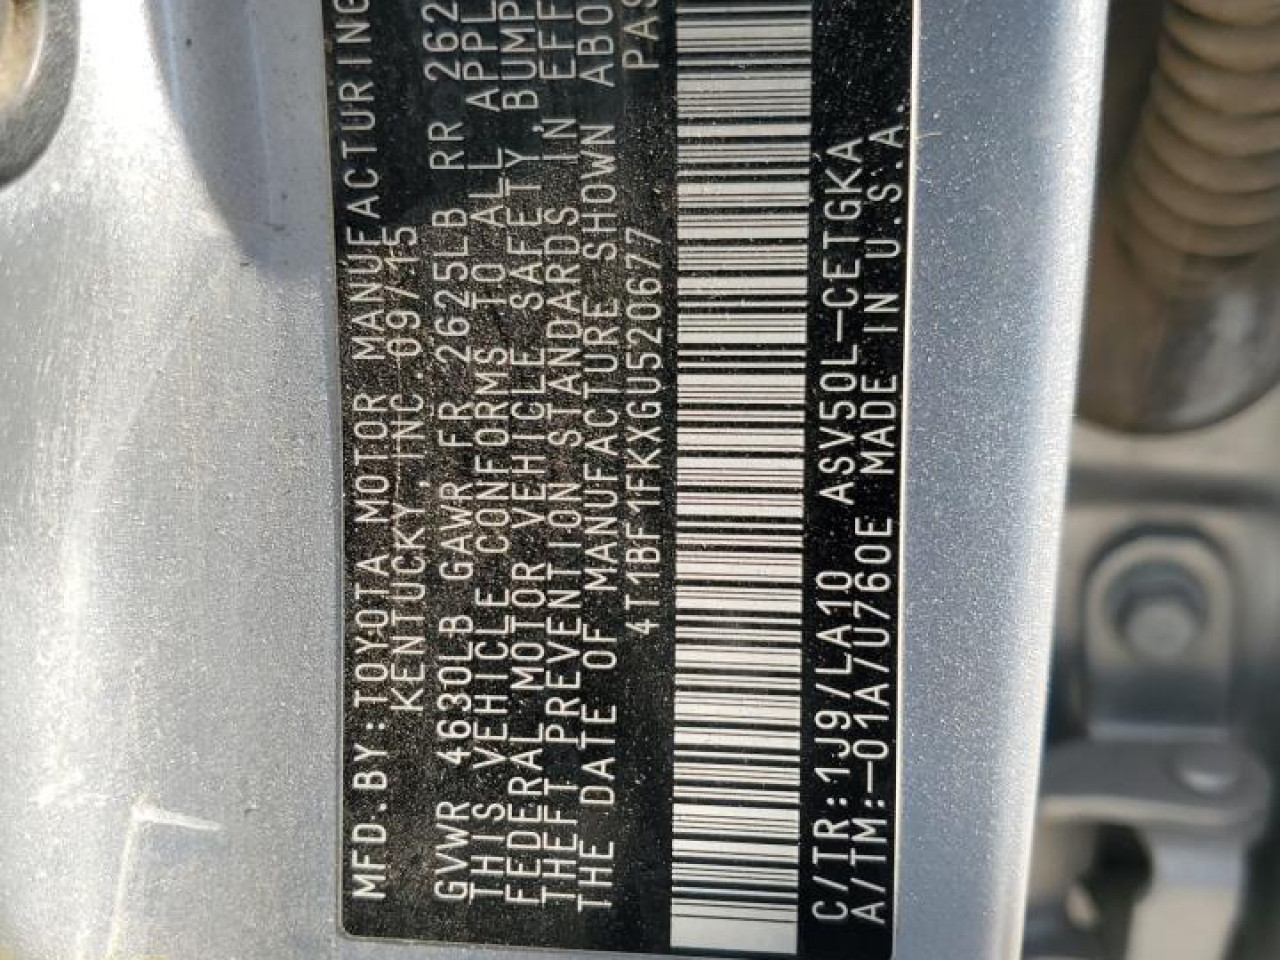 MFD.BY:TOYOTA MOTOR MANUFACTURING
KENTUCKY,INC.09/15
GVWR 4630LB GAWR FR 2625LB RR 262
THIS VEHICLE CONFORMS TO ALL APPL
FEDERAL MOTOR VEHICLE SAFETY,BUMP
THEFT PREVENTION STANDARDS IN EFF
THE DATE OF MANUFACTURE SHOWN ABO
4T1BF1FKXGU520677 PAS
C/TR:1J9/LA10 ASV50L-CETGKA
A/TM:-01A/U760E MADE IN U.S.A